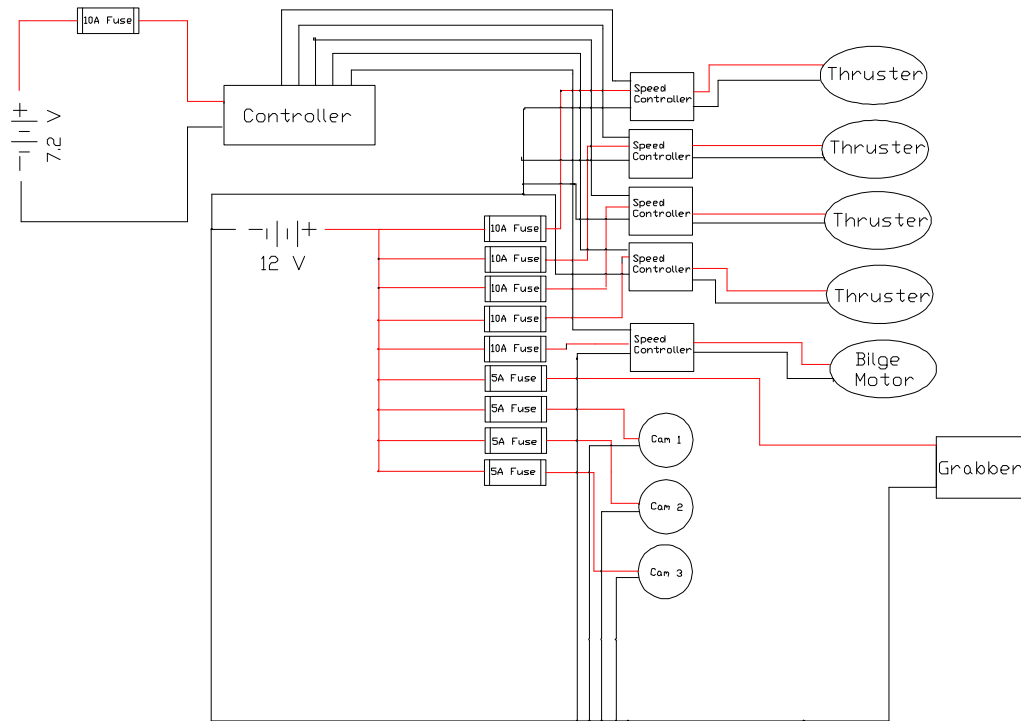 10A Fuse
Controller
+
7.2 V
-
Speed
Controller
Thruster
Speed
Controller
Thruster
Speed
Controller
Thruster
Speed
Controller
Thruster
Speed
Controller
Bilge
Motor
- +
12 V
10A Fuse
10A Fuse
10A Fuse
10A Fuse
10A Fuse
5A Fuse
5A Fuse
5A Fuse
5A Fuse
Cam 1
Cam 2
Cam 3
Grabber